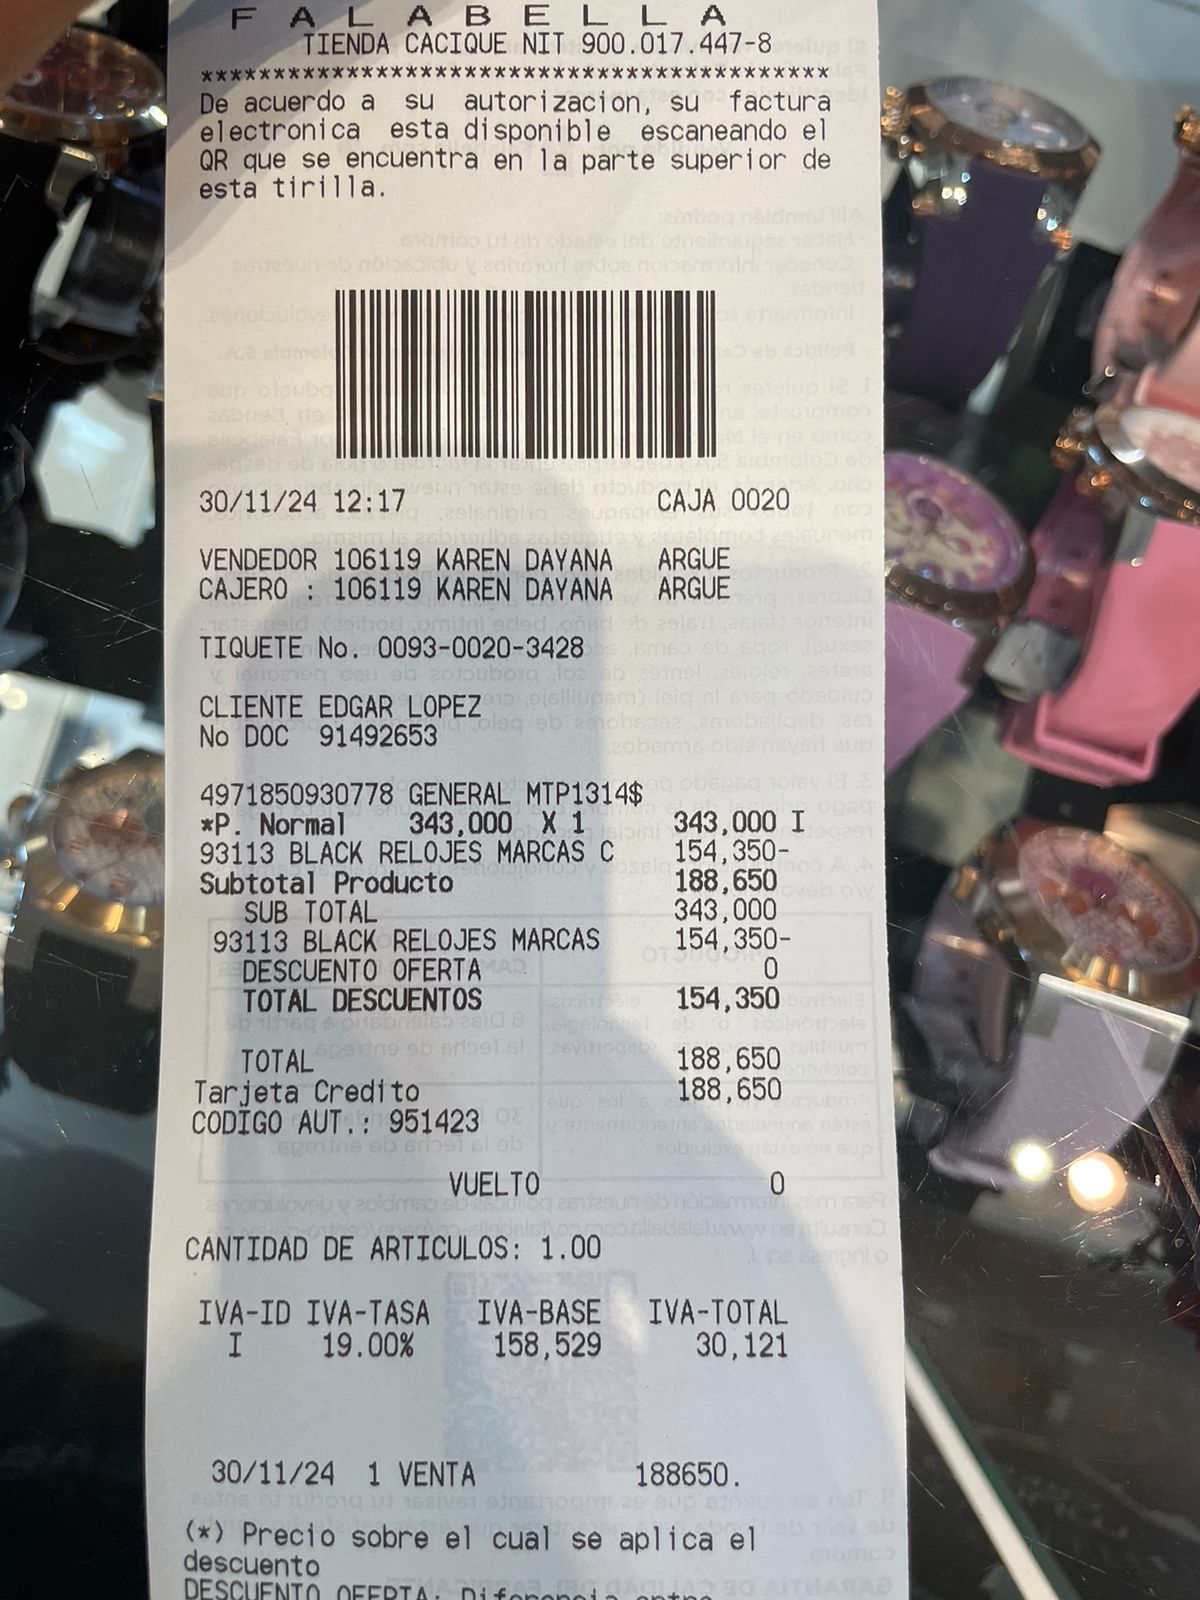 FALABELLA
TIENDA CACIQUE NIT 900.017.447-8
*******************************************
De acuerdo a su autorizacion, su factura
electronica esta disponible escaneando el
QR que se encuentra en la parte superior de
esta tirilla.
30/11/24 12:17 CAJA 0020
VENDEDOR 106119 KAREN DAYANA ARGUE
CAJERO : 106119 KAREN DAYANA ARGUE
TIQUETE No. 0093-0020-3428
CLIENTE EDGAR LOPEZ
No DOC 91492653
4971850930778 GENERAL MTP1314$
*P. Normal 343,000 X 1 343,000 I
93113 BLACK RELOJES MARCAS C 154,350-
Subtotal Producto 188,650
SUB TOTAL 343,000
93113 BLACK RELOJES MARCAS 154,350-
DESCUENTO OFERTA 0
TOTAL DESCUENTOS 154,350
TOTAL 188,650
Tarjeta Credito 188,650
CODIGO AUT.: 951423
VUELTO 0
CANTIDAD DE ARTICULOS: 1.00
IVA-ID IVA-TASA IVA-BASE IVA-TOTAL
I 19.00% 158,529 30,121
30/11/24 1 VENTA 188650.
(*) Precio sobre el cual se aplica el
descuento
DESCUENTO OFERTA: Diferencia entre